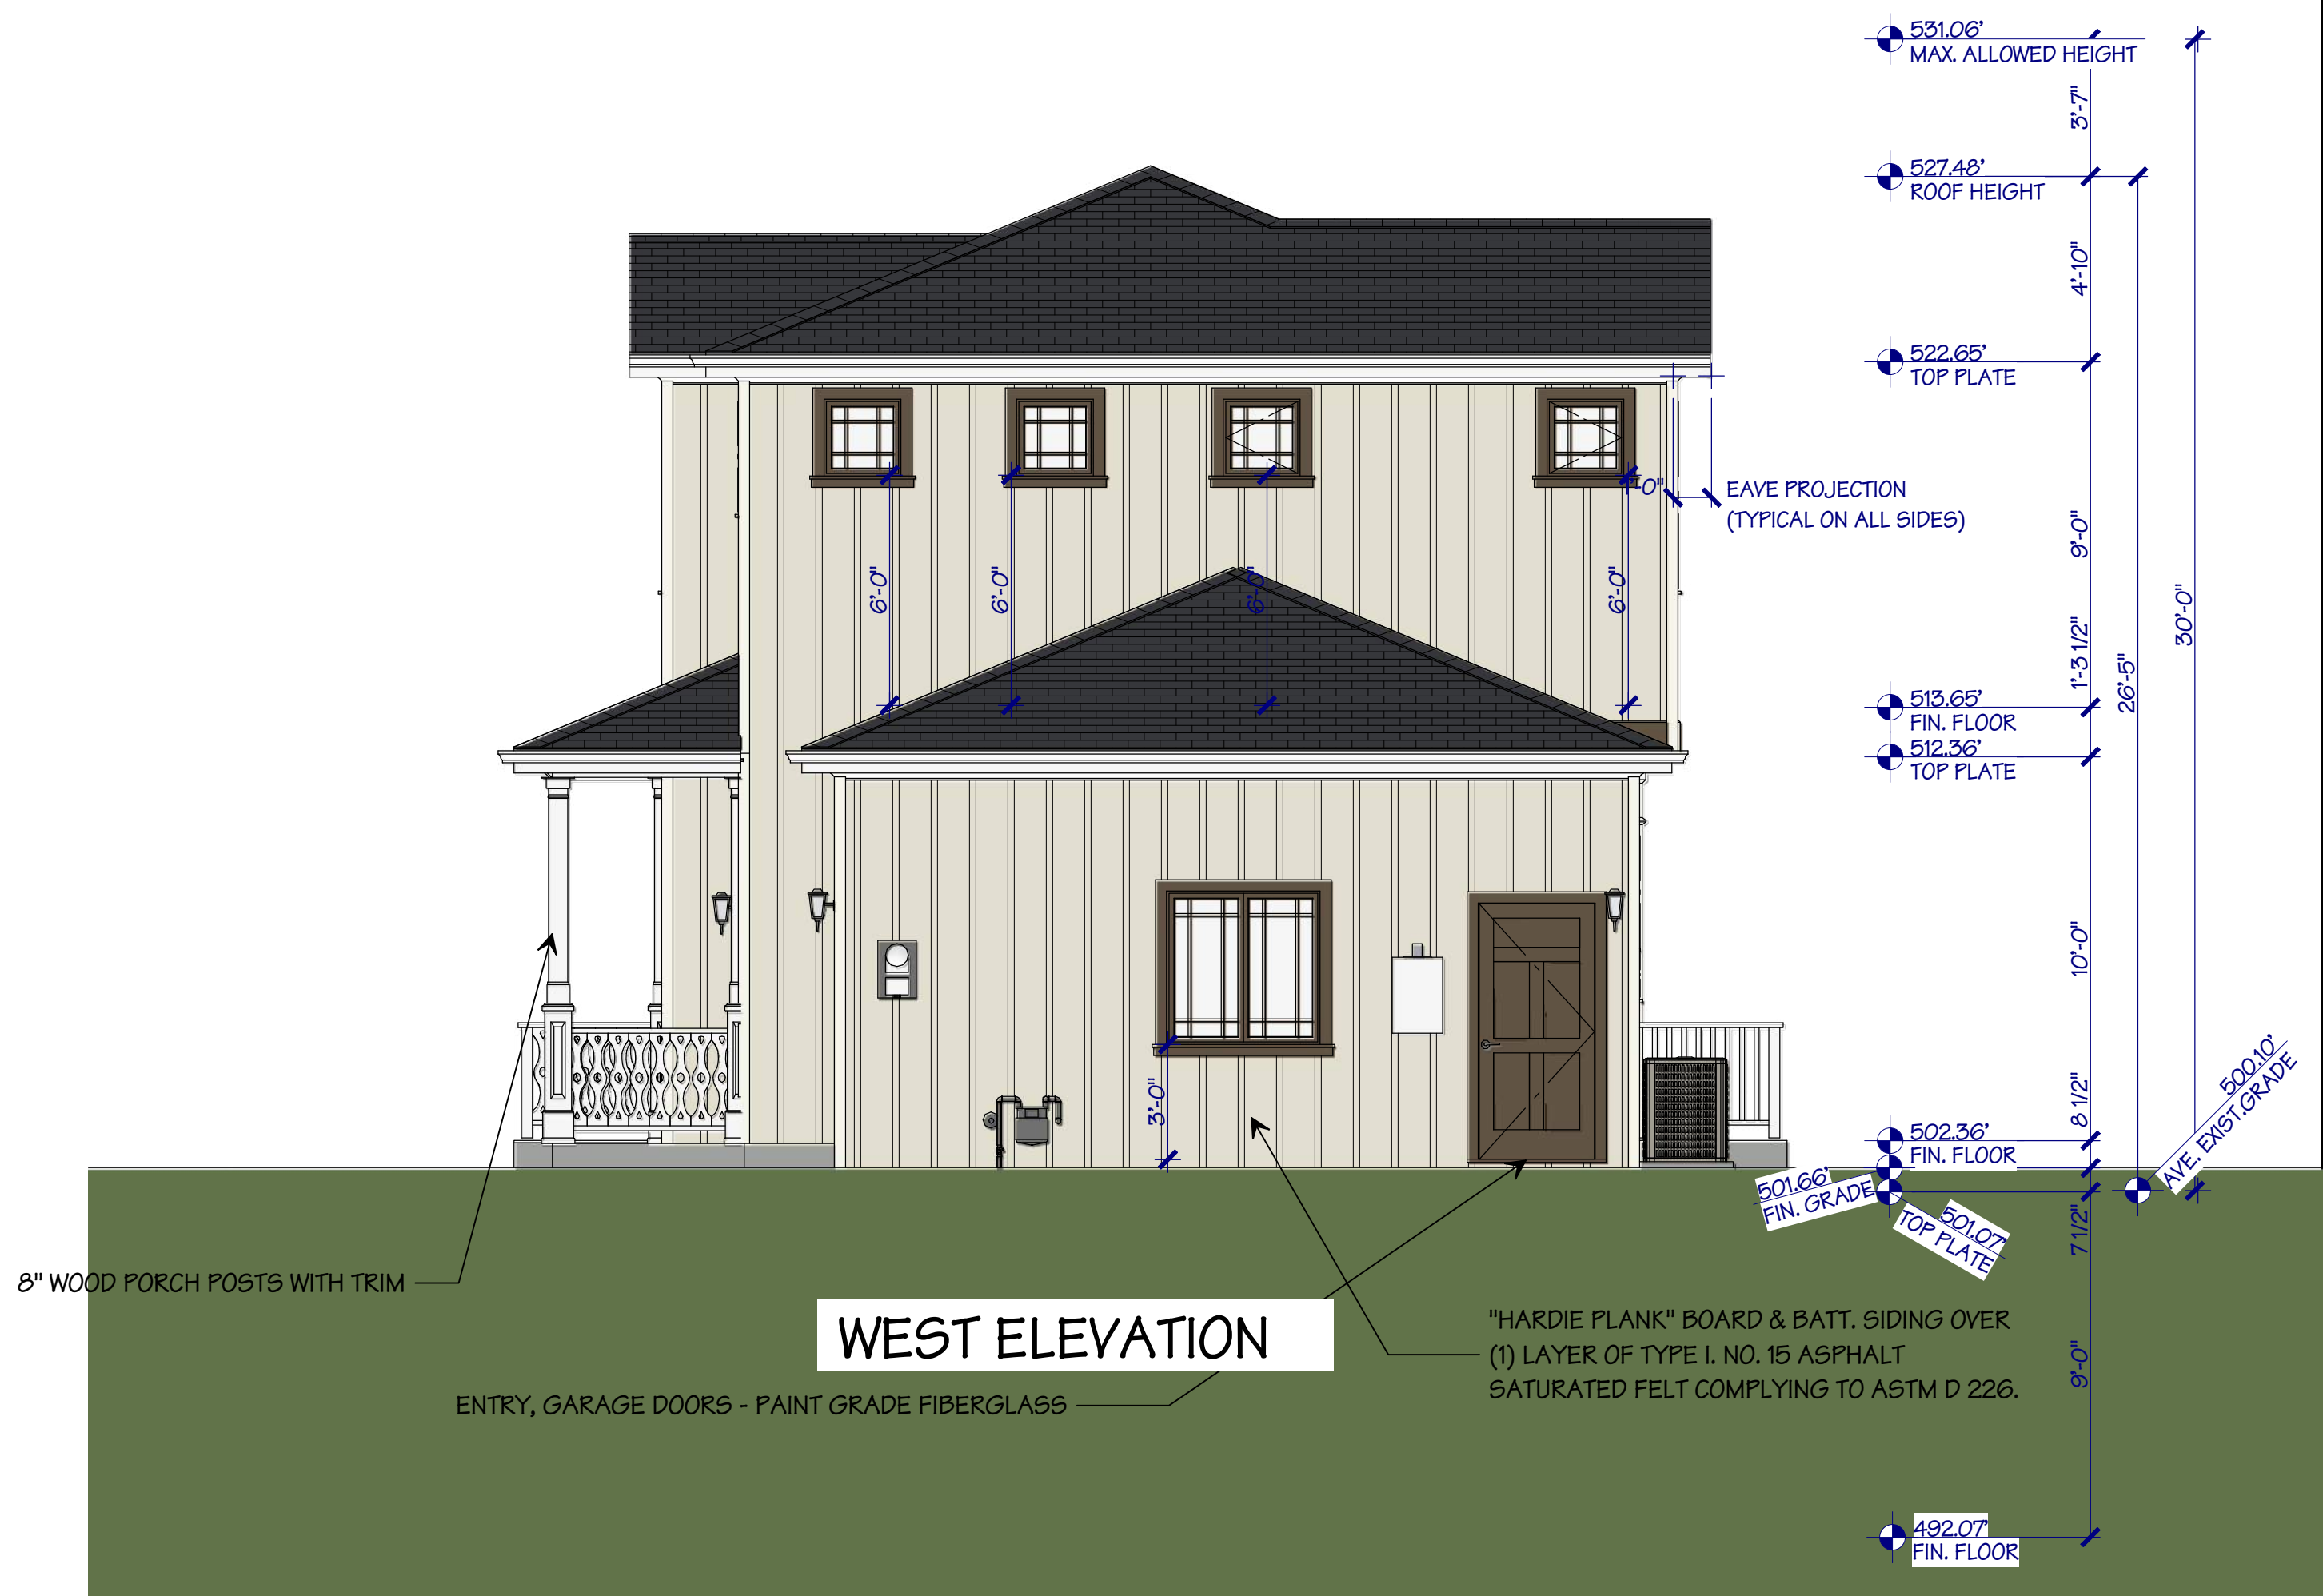 531.06'
MAX. ALLOWED HEIGHT
3'-7"
527.48'
ROOF HEIGHT
4'-10"
522.65'
TOP PLATE
1'-0"
EAVE PROJECTION
(TYPICAL ON ALL SIDES)
9'-0"
6'-0"
6'-0"
6'-0"
6'-0"
30'-0"
1'-3 1/2"
26'-5"
513.65'
FIN. FLOOR
512.36'
TOP PLATE
10'-0"
3'-0"
8 1/2"
500.10'
AVE. EXIST.GRADE
502.36'
FIN. FLOOR
501.66'
FIN. GRADE
501.07'
TOP PLATE
7 1/2"
8" WOOD PORCH POSTS WITH TRIM
WEST ELEVATION
"HARDIE PLANK" BOARD & BATT. SIDING OVER
(1) LAYER OF TYPE I. NO. 15 ASPHALT
SATURATED FELT COMPLYING TO ASTM D 226.
9'-0"
ENTRY, GARAGE DOORS - PAINT GRADE FIBERGLASS
492.07'
FIN. FLOOR